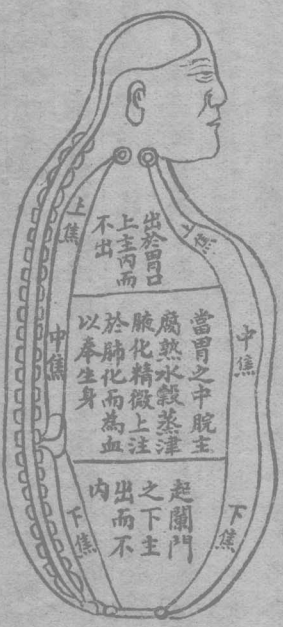 上焦
上焦
出於胃口
上主內而
不出
中焦
中焦
當胃之中脘主
腐熟水穀蒸津
液化精微上注
於肺化而為血
以奉生身
下焦
下焦
起闌門
之下主
出而不
內